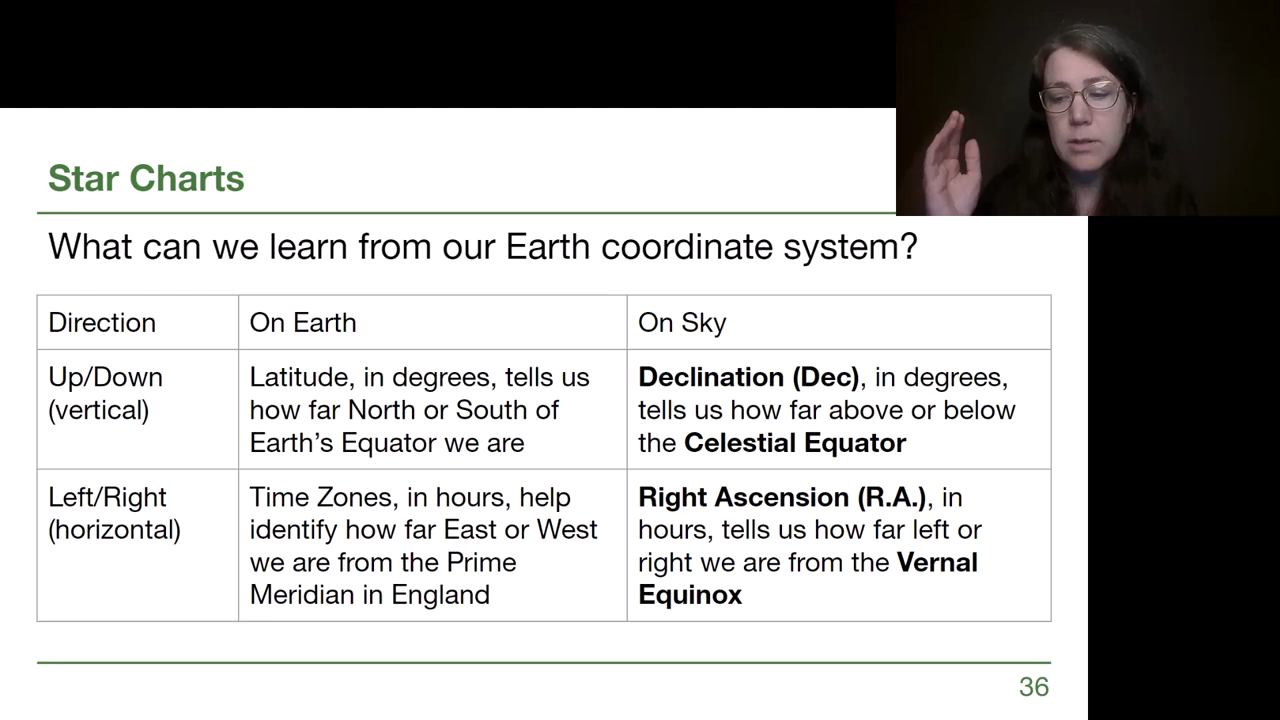 Star Charts
What can we learn from our Earth coordinate system?
Direction
On Earth
On Sky
Up/Down
(vertical)
Latitude, in degrees, tells us
how far North or South of
Earth’s Equator we are
Declination (Dec), in degrees,
tells us how far above or below
the Celestial Equator
Left/Right
(horizontal)
Time Zones, in hours, help
identify how far East or West
we are from the Prime
Meridian in England
Right Ascension (R.A.), in
hours, tells us how far left or
right we are from the Vernal
Equinox
36